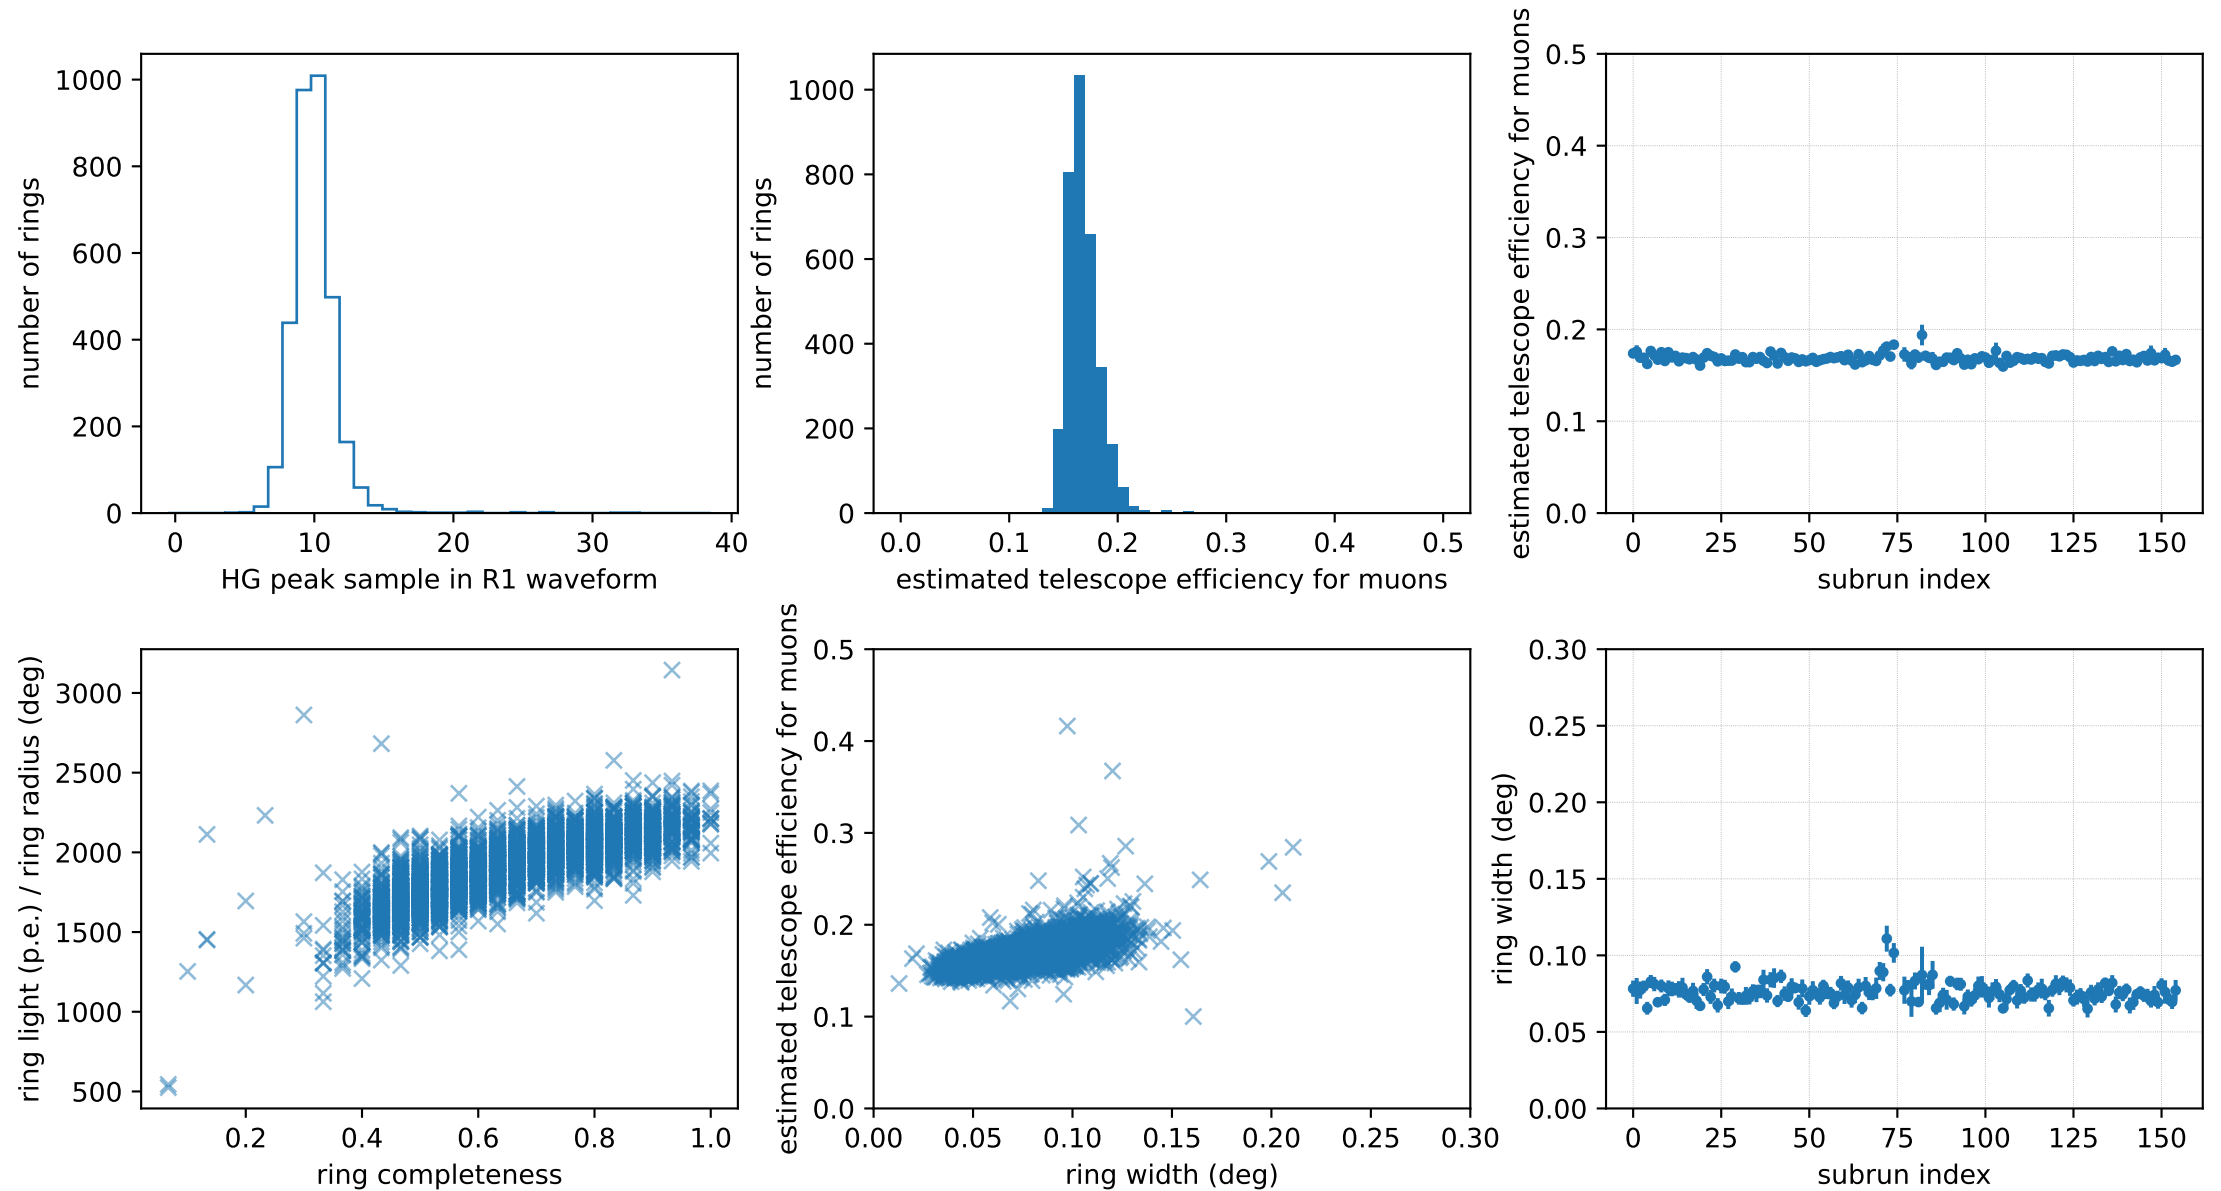 number of rings
1000
800
600
400
200
0
0 10 20 30 40
HG peak sample in R1 waveform
number of rings
1000
800
600
400
200
0
0.0 0.1 0.2 0.3 0.4 0.5
estimated telescope efficiency for muons
estimated telescope efficiency for muons
0.5
0.4
0.3
0.2
0.1
0.0
0 25 50 75 100 125 150
subrun index
ring light (p.e.) / ring radius (deg)
3000
2500
2000
1500
1000
500
0.2 0.4 0.6 0.8 1.0
ring completeness
estimated telescope efficiency for muons
0.5
0.4
0.3
0.2
0.1
0.0
0.00 0.05 0.10 0.15 0.20 0.25 0.30
ring width (deg)
ring width (deg)
0.30
0.25
0.20
0.15
0.10
0.05
0.00
0 25 50 75 100 125 150
subrun index